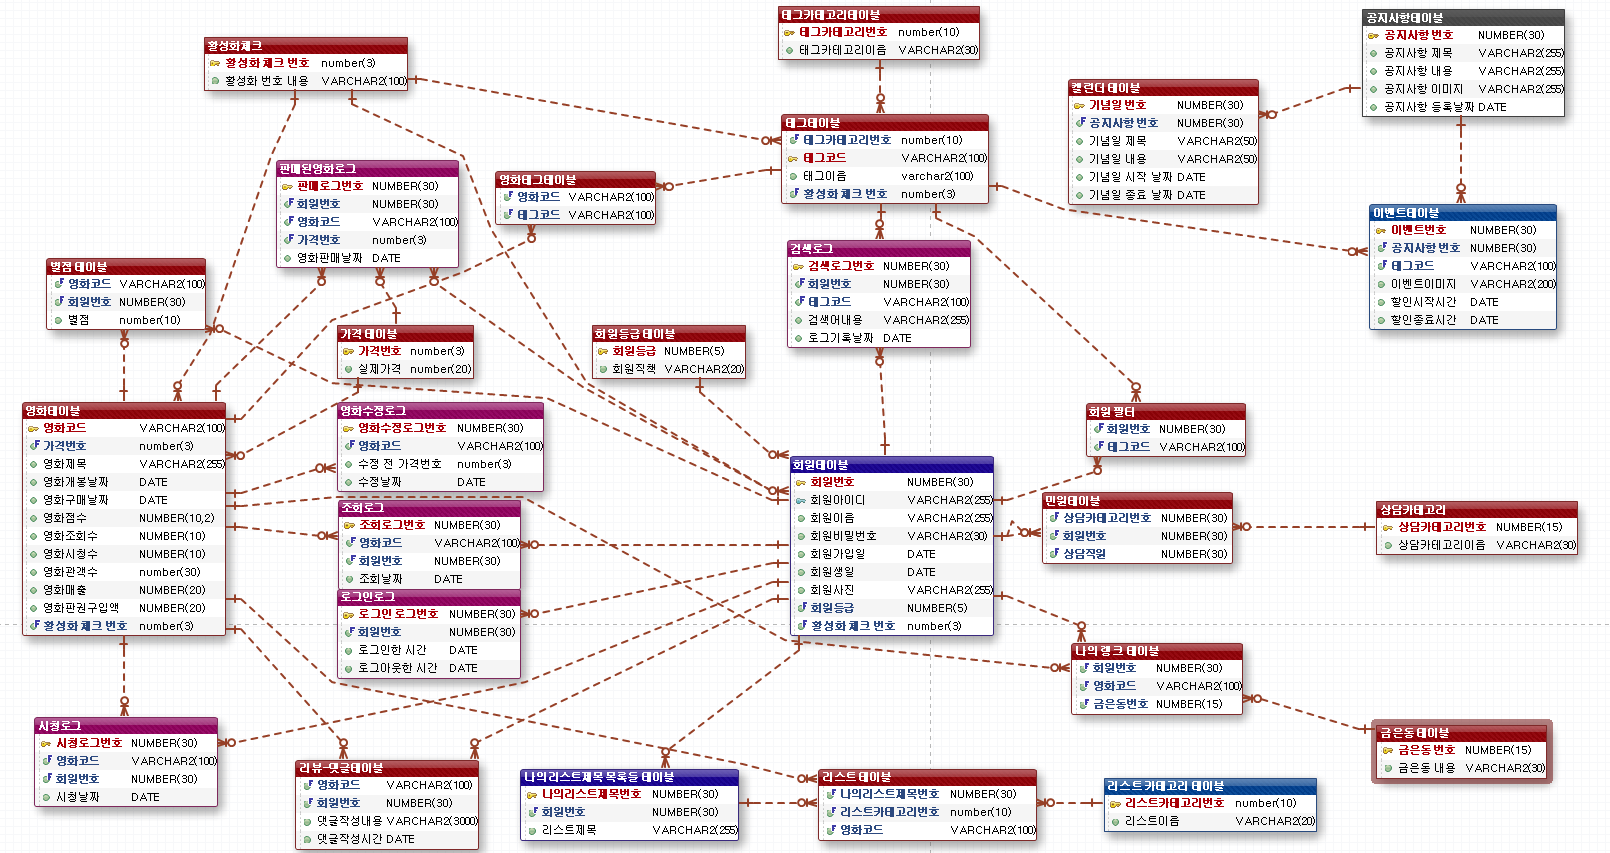 활성화체크
활성화 체크 번호 number(3)
활성화 번호 내용 VARCHAR2(100)
태그카테고리테이블
태그카테고리번호 number(10)
태그카테고리이름 VARCHAR2(30)
공지사항테이블
공지사항 번호 NUMBER(30)
공지사항 제목 VARCHAR2(255)
공지사항 내용 VARCHAR2(255)
공지사항 이미지 VARCHAR2(255)
공지사항 등록날짜 DATE
캘린더 테이블
기념일 번호 NUMBER(30)
공지사항 번호 NUMBER(30)
기념일 제목 VARCHAR2(50)
기념일 내용 VARCHAR2(50)
기념일 시작 날짜 DATE
기념일 종료 날짜 DATE
태그테이블
태그카테고리번호 number(10)
태그코드 VARCHAR2(100)
태그이름 varchar2(100)
활성화 체크 번호 number(3)
판매된영화로그
판매로그번호 NUMBER(30)
회원번호 NUMBER(30)
영화코드 VARCHAR2(100)
가격번호 number(3)
영화판매날짜 DATE
영화태그테이블
영화코드 VARCHAR2(100)
태그코드 VARCHAR2(100)
이벤트테이블
이벤트번호 NUMBER(30)
공지사항 번호 NUMBER(30)
태그코드 VARCHAR2(100)
이벤트이미지 VARCHAR2(200)
할인시작시간 DATE
할인종료시간 DATE
검색로그
검색로그번호 NUMBER(30)
회원번호 NUMBER(30)
태그코드 VARCHAR2(100)
검색어내용 VARCHAR2(255)
로그기록날짜 DATE
별점 테이블
영화코드 VARCHAR2(100)
회원번호 NUMBER(30)
별점 number(10)
가격 테이블
가격번호 number(3)
실제가격 number(20)
회원등급 테이블
회원등급 NUMBER(5)
회원직책 VARCHAR2(20)
영화테이블
영화코드 VARCHAR2(100)
가격번호 number(3)
영화제목 VARCHAR2(255)
영화개봉날짜 DATE
영화구매날짜 DATE
영화점수 NUMBER(10,2)
영화조회수 NUMBER(10)
영화시청수 NUMBER(10)
영화관객수 number(30)
영화매출 NUMBER(20)
영화판권구입액 NUMBER(20)
활성화 체크 번호 number(3)
영화수정로그
영화수정로그번호 NUMBER(30)
영화코드 VARCHAR2(100)
수정 전 가격번호 number(3)
수정날짜 DATE
회원 필터
회원번호 NUMBER(30)
태그코드 VARCHAR2(100)
회원테이블
회원번호 NUMBER(30)
회원아이디 VARCHAR2(255)
회원이름 VARCHAR2(255)
회원비밀번호 VARCHAR2(30)
회원가입일 DATE
회원생일 DATE
회원사진 VARCHAR2(255)
회원등급 NUMBER(5)
활성화 체크 번호 number(3)
민원테이블
상담카테고리번호 NUMBER(30)
회원번호 NUMBER(30)
상담직원 NUMBER(30)
상담카테고리
상담카테고리번호 NUMBER(15)
상담카테고리이름 VARCHAR2(30)
조회로그
조회로그번호 NUMBER(30)
영화코드 VARCHAR2(100)
회원번호 NUMBER(30)
조회날짜 DATE
로그인로그
로그인 로그번호 NUMBER(30)
회원번호 NUMBER(30)
로그인한 시간 DATE
로그아웃한 시간 DATE
나의 랭크 테이블
회원번호 NUMBER(30)
영화코드 VARCHAR2(100)
금은동번호 NUMBER(15)
시청로그
시청로그번호 NUMBER(30)
영화코드 VARCHAR2(100)
회원번호 NUMBER(30)
시청날짜 DATE
금은동 테이블
금은동 번호 NUMBER(15)
금은동 내용 VARCHAR2(30)
리뷰-댓글테이블
영화코드 VARCHAR2(100)
회원번호 NUMBER(30)
댓글작성내용 VARCHAR2(3000)
댓글작성시간 DATE
나의리스트제목 목록들 테이블
나의리스트제목번호 NUMBER(30)
회원번호 NUMBER(30)
리스트제목 VARCHAR2(255)
리스트 테이블
나의리스트제목번호 NUMBER(30)
리스트카테고리번호 number(10)
영화코드 VARCHAR2(100)
리스트 카테고리 테이블
리스트카테고리번호 number(10)
리스트이름 VARCHAR2(20)